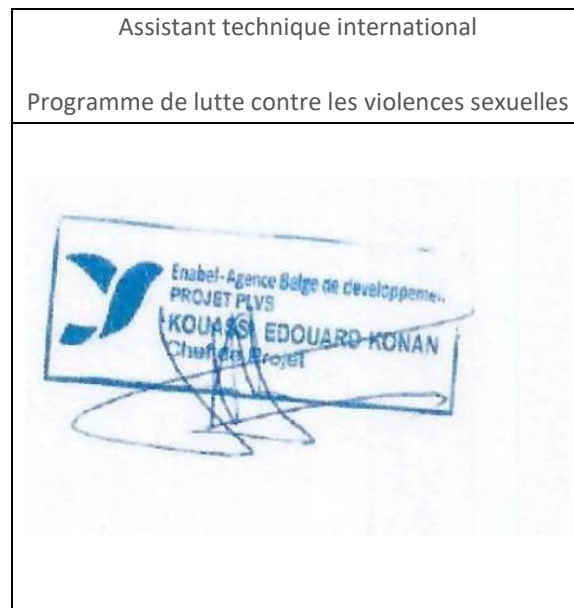 Assistant technique international
Programme de lutte contre les violences sexuelles
Enabel-Agence Belge de developpeme
PROJET PLVS
KOUASSI EDOUARD KONAN
Chef de Projet